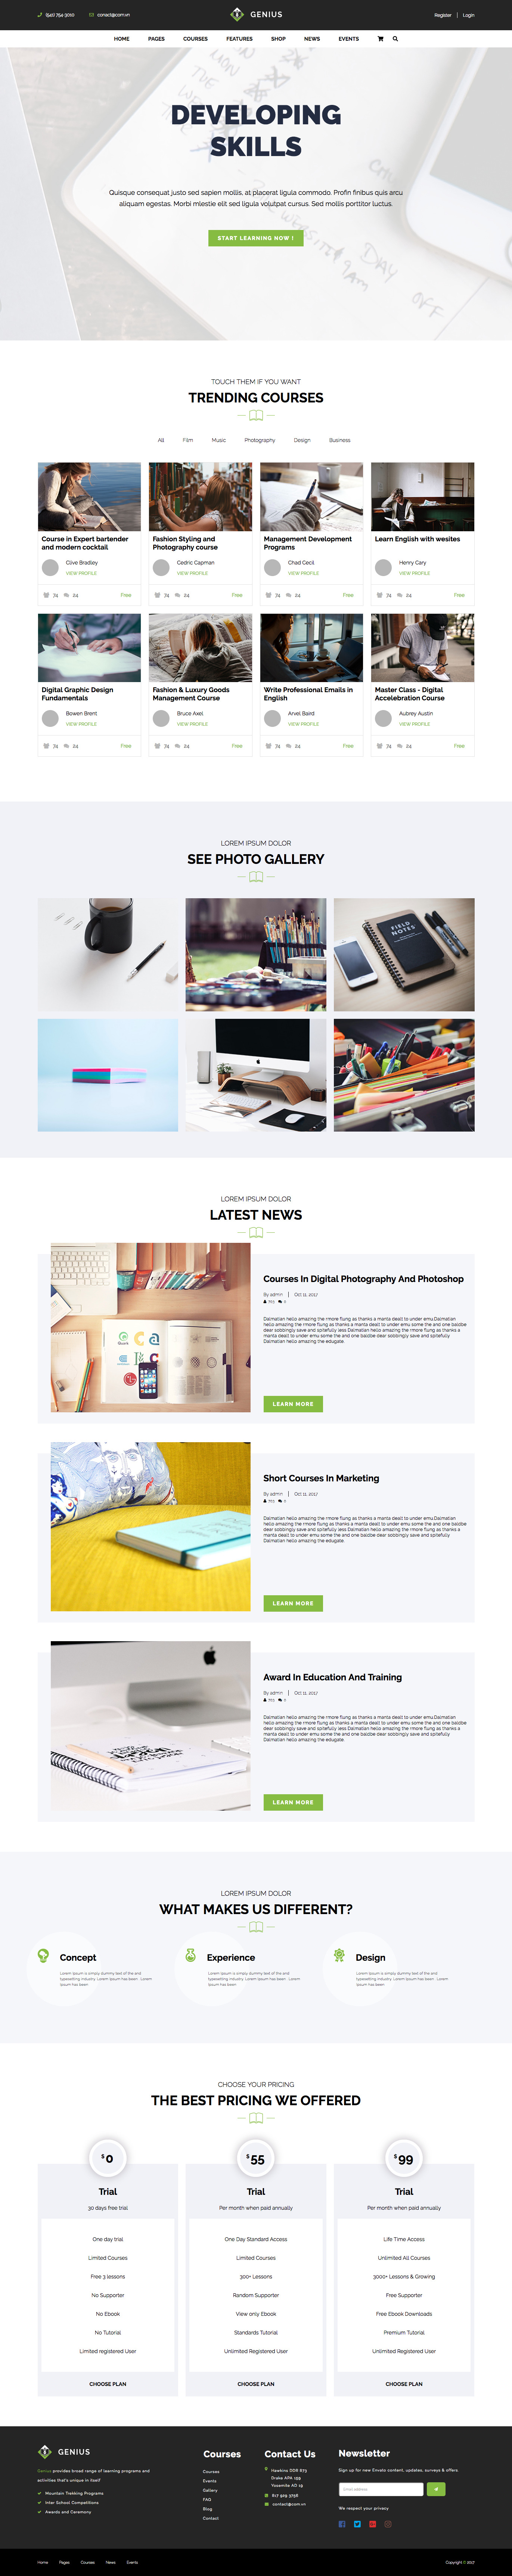 (542) 754 3010
GENIUS
Register
Login
HOME PAGES COURSES FEATURES SHOP NEWS EVENTS
DEVELOPING
SKILLS
Quisque consequat justo sed sapien mollis, at placerat ligula commodo. Profin finibus quis arcu
aliquam egestas. Morbi mlestie elit sed ligula volutpat cursus. Sed mollis porttitor luctus.
START LEARNING NOW !
TOUCH THEM IF YOU WANT
TRENDING COURSES
All Film Music Photography Design Business
Course in Expert bartender
and modern cocktail
Clive Bradley
VIEW PROFILE
74 24 Free
Fashion Styling and
Photography course
Cedric Capman
VIEW PROFILE
74 24 Free
Management Development
Programs
Chad Cecil
VIEW PROFILE
74 24 Free
Learn English with wesites
Henry Cary
VIEW PROFILE
74 24 Free
Digital Graphic Design
Fundamentals
Bowen Brent
VIEW PROFILE
74 24 Free
Fashion & Luxury Goods
Management Course
Bruce Axel
VIEW PROFILE
74 24 Free
Write Professional Emails in
English
Arvel Baird
VIEW PROFILE
74 24 Free
Master Class - Digital
Accelebration Course
Aubrey Austin
VIEW PROFILE
74 24 Free
LOREM IPSUM DOLOR
SEE PHOTO GALLERY
FIELD
NOTES
LOREM IPSUM DOLOR
LATEST NEWS
Courses In Digital Photography And Photoshop
By admin Oct 11, 2017
Dalmatian hello amazing the rmore flung as thanks a manta dealt to under emu.Dalmatian
hello amazing the rmore flung as thanks a manta dealt to under emu some the and one baldbe
dear sobbingly save and spitefully less Dalmatian hello amazing the rmore flung as thanks a
manta dealt to under emu some the and one baldbe dear sobbingly save and spitefully
Dalmatian hello amazing the edugate.
LEARN MORE
Short Courses In Marketing
By admin Oct 11, 2017
Dalmatian hello amazing the rmore flung as thanks a manta dealt to under emu.Dalmatian
hello amazing the rmore flung as thanks a manta dealt to under emu some the and one baldbe
dear sobbingly save and spitefully less Dalmatian hello amazing the rmore flung as thanks a
manta dealt to under emu some the and one baldbe dear sobbingly save and spitefully
Dalmatian hello amazing the edugate.
LEARN MORE
Award In Education And Training
By admin Oct 11, 2017
Dalmatian hello amazing the rmore flung as thanks a manta dealt to under emu.Dalmatian
hello amazing the rmore flung as thanks a manta dealt to under emu some the and one baldbe
dear sobbingly save and spitefully less Dalmatian hello amazing the rmore flung as thanks a
manta dealt to under emu some the and one baldbe dear sobbingly save and spitefully
Dalmatian hello amazing the edugate.
LEARN MORE
LOREM IPSUM DOLOR
WHAT MAKES US DIFFERENT?
Concept
Lorem Ipsum is simply dummy text of the and
typesetting industry. Lorem Ipsum has been . Lorem
Ipsum has been
Experience
Lorem Ipsum is simply dummy text of the and
typesetting industry. Lorem Ipsum has been . Lorem
Ipsum has been
Design
Lorem Ipsum is simply dummy text of the and
typesetting industry. Lorem Ipsum has been . Lorem
Ipsum has been
CHOOSE YOUR PRICING
THE BEST PRICING WE OFFERED
$0
Trial
30 days free trial
One day trial
Limited Courses
Free 3 lessons
No Supporter
No Ebook
No Tutorial
Limited registered User
CHOOSE PLAN
$55
Trial
Per month when paid annually
One Day Standard Access
Limited Courses
300+ Lessons
Random Supporter
View only Ebook
Standards Tutorial
Unlimited Registered User
CHOOSE PLAN
$99
Trial
Per month when paid annually
Life Time Access
Unlimited All Courses
3000+ Lessons & Growing
Free Supporter
Free Ebook Downloads
Premium Tutorial
Unlimited Registered User
CHOOSE PLAN
GENIUS
Genius provides broad range of learning programs and
activities that's unique in itself
Mountain Trekking Programs
Inter School Competitions
Awards and Ceremony
Courses
Courses
Events
Gallery
FAQ
Blog
Contact
Contact Us
Hawkins DDR 873
Drake APA 159
Yosemite AD 19
817 929 3758
contact@com.vn
Newsletter
Sign up for new Envato content, updates, surveys & offers.
We respect your privacy
Home Pages Courses News Events
Copyright © 2017